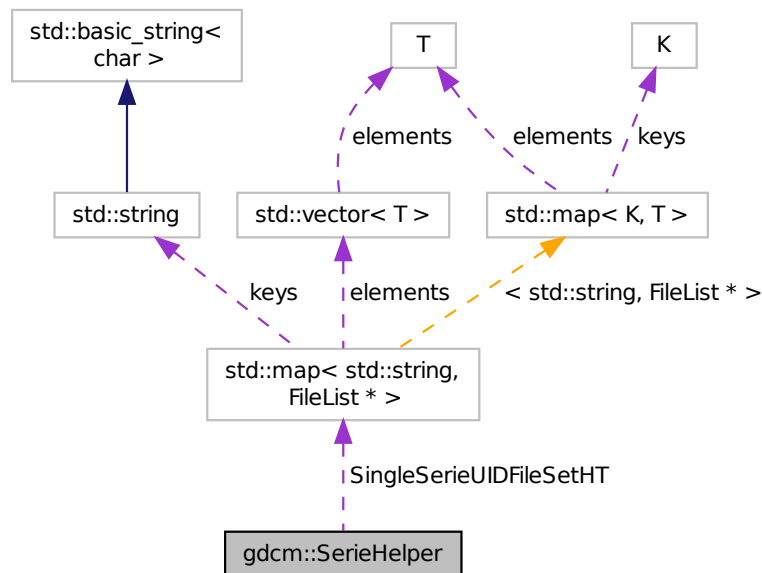 std::basic_string<
char >
T
K
elements
elements
keys
std::string
std::vector< T >
std::map< K, T >
keys
elements
< std::string, FileList * >
std::map< std::string,
FileList * >
SingleSerieUIDFileSetHT
gdcm::SerieHelper